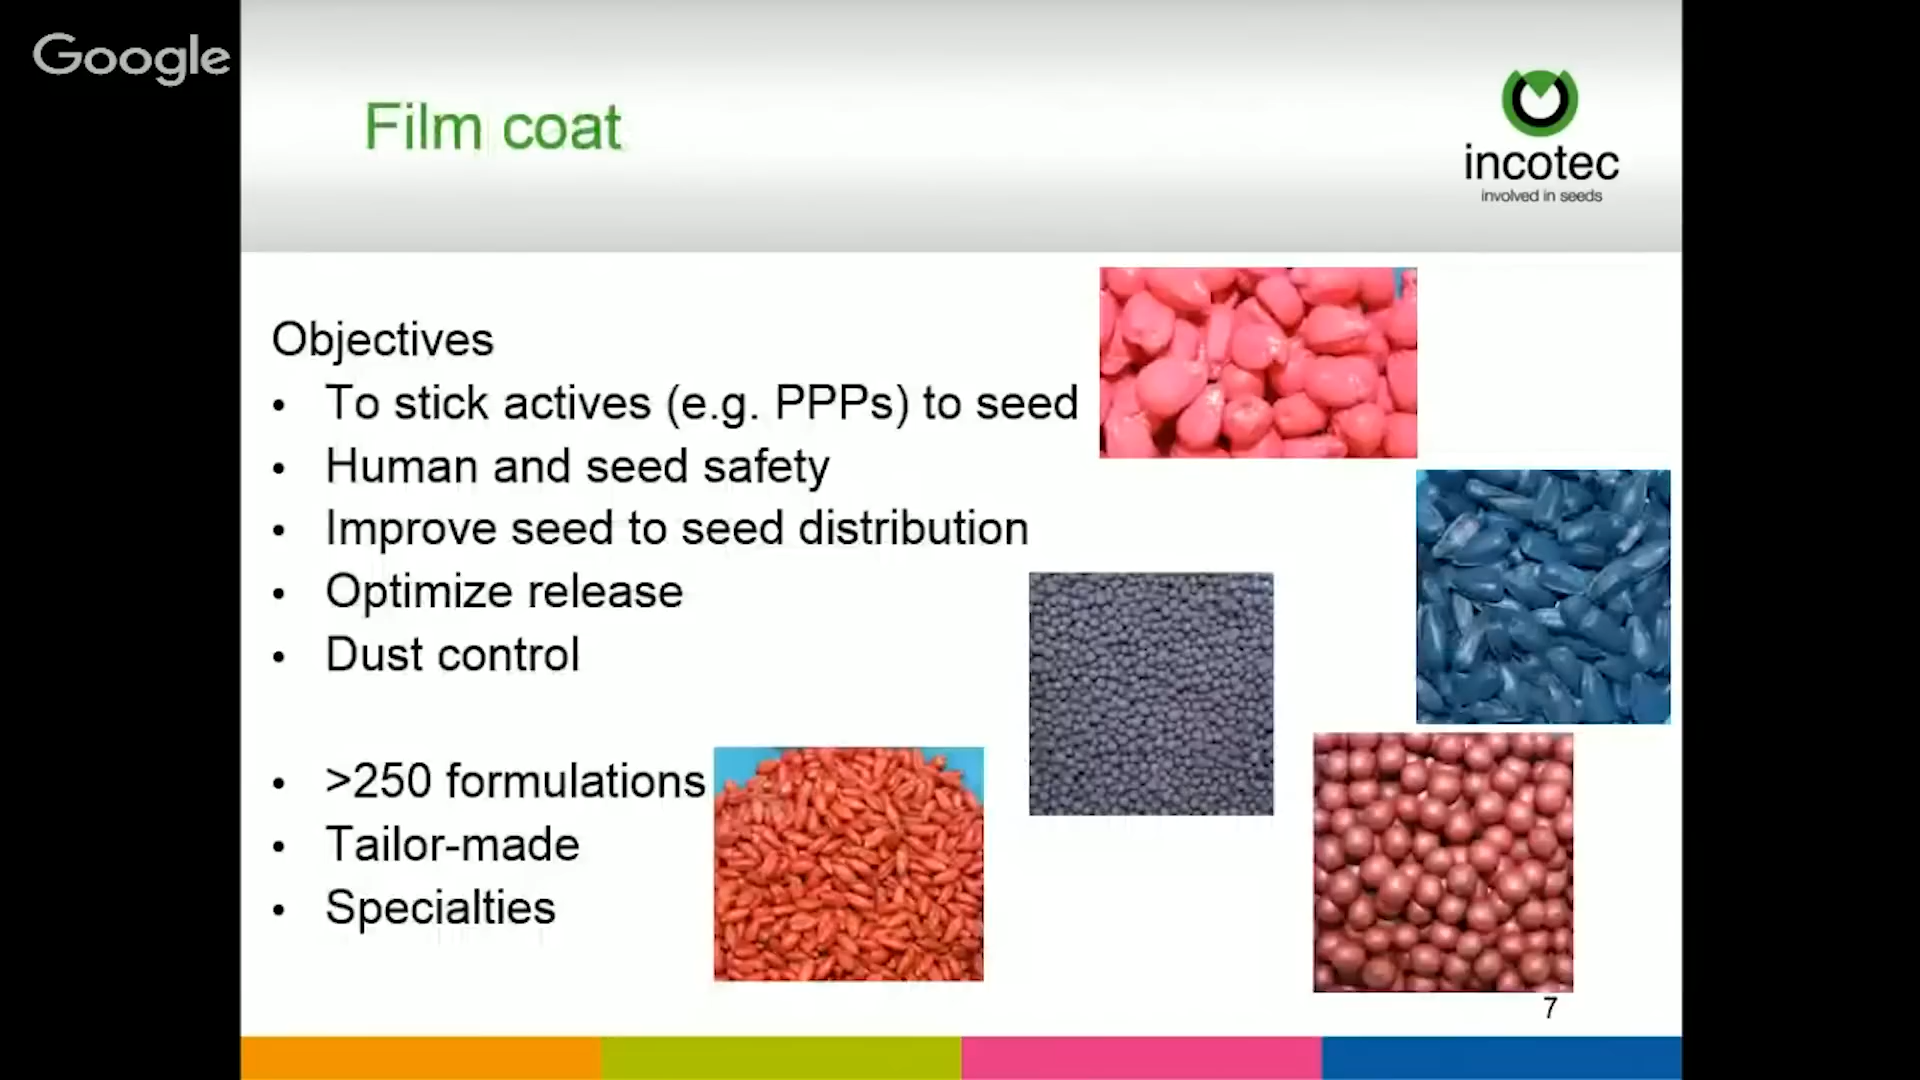 Google
Film coat
incotec
involved in seeds
Objectives
• To stick actives (e.g. PPPs) to seed
• Human and seed safety
• Improve seed to seed distribution
• Optimize release
• Dust control
• >250 formulations
• Tailor-made
• Specialties
7